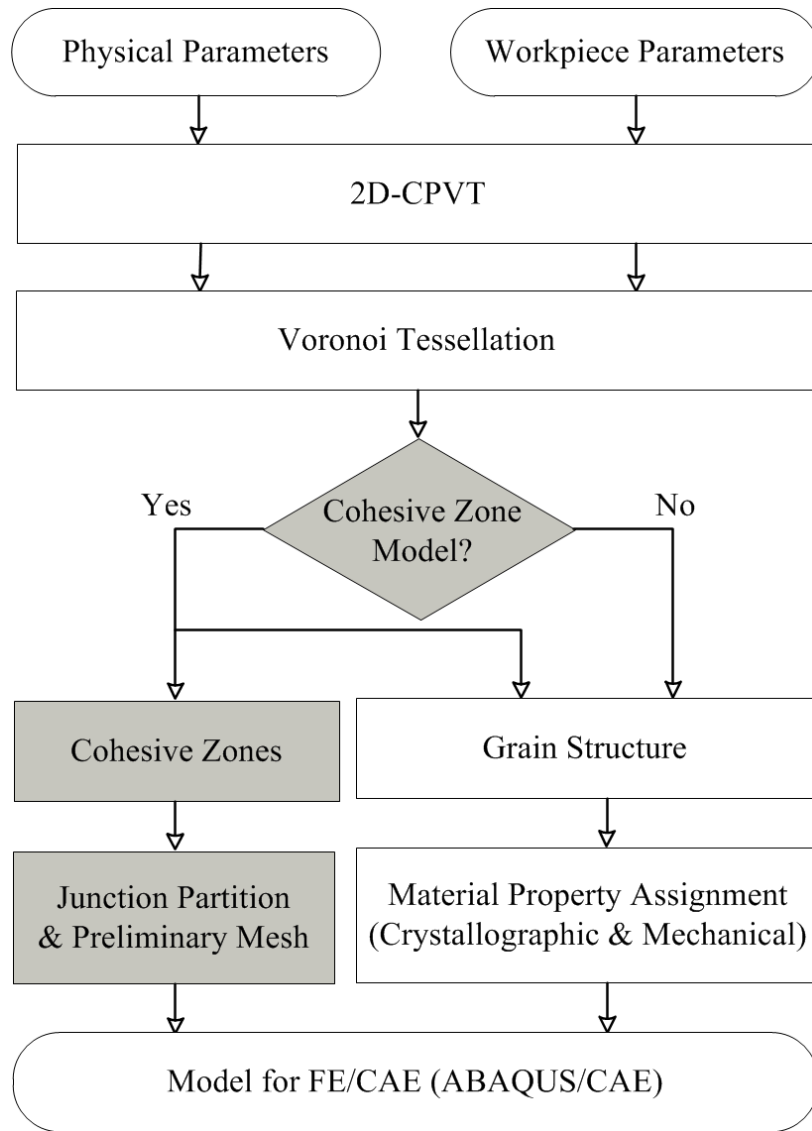 Physical Parameters
Workpiece Parameters
2D-CPVT
Voronoi Tessellation
Yes
Cohesive Zone
Model?
No
Cohesive Zones
Grain Structure
Junction Partition
& Preliminary Mesh
Material Property Assignment
(Crystallographic & Mechanical)
Model for FE/CAE (ABAQUS/CAE)